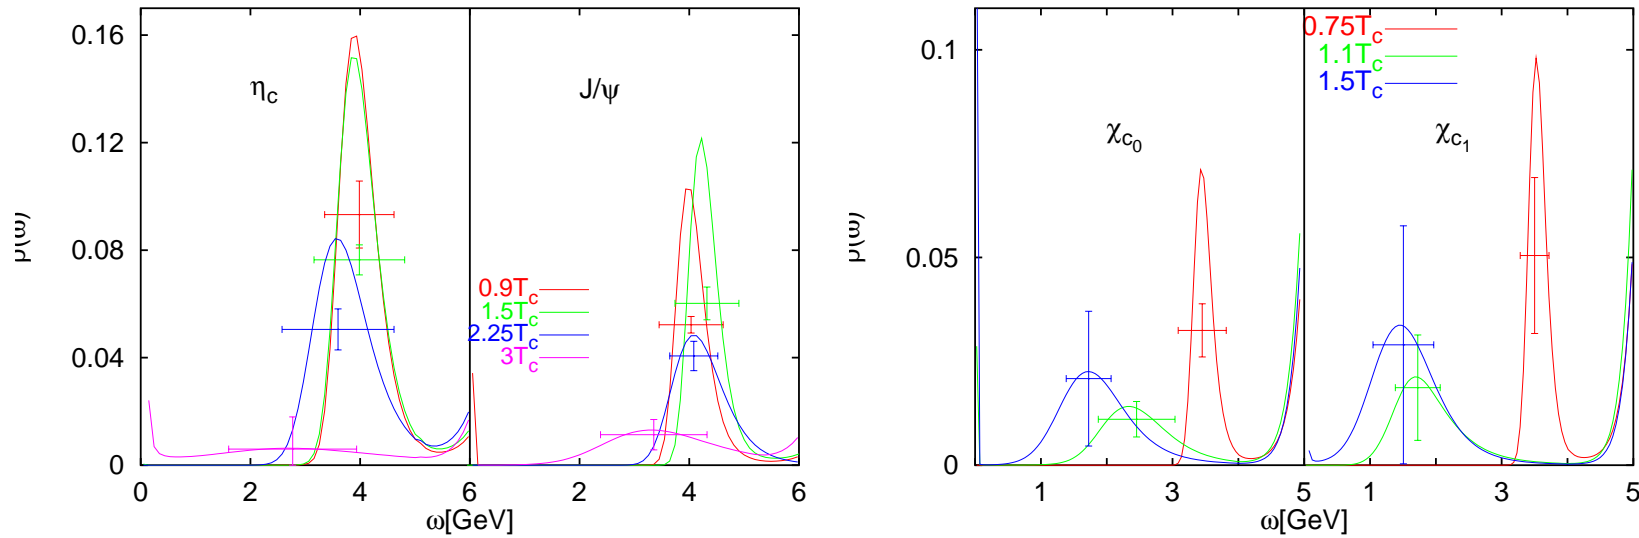 0.16
0.12
0.08
0.04
0
ρ(ω)
η_c
J/ψ
0.9T_c
1.5T_c
2.25T_c
3T_c
0 2 4 6 2 4 6
ω[GeV]
0.1
0.05
0
ρ(ω)
χ_c_0
χ_c_1
0.75T_c
1.1T_c
1.5T_c
1 3 5 1 3 5
ω[GeV]